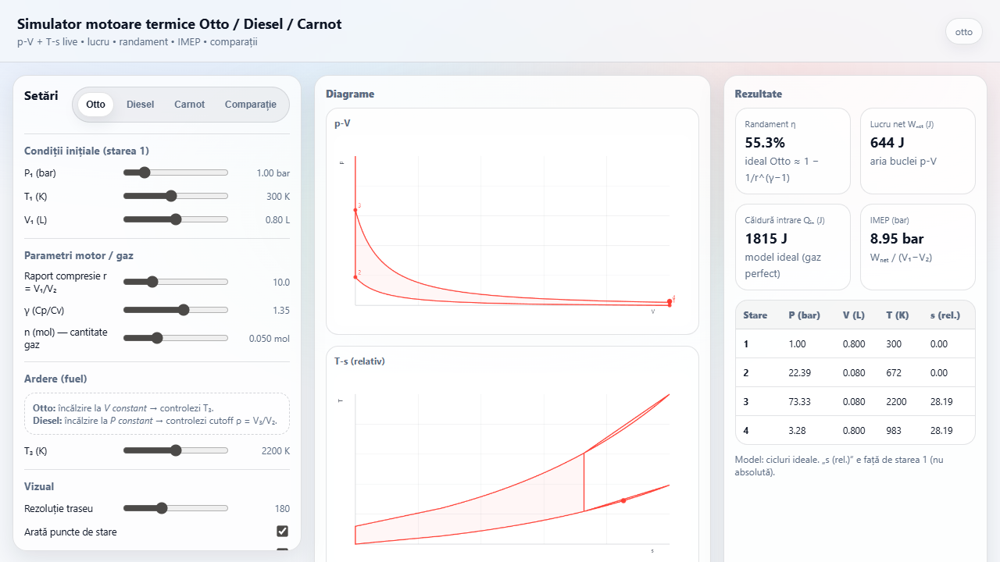 Simulator motoare termice Otto / Diesel / Carnot
p-V + T-s live • lucru • randament • IMEP • comparații
otto
Setări
Otto
Diesel
Carnot
Comparație
Condiții inițiale (starea 1)
P₁ (bar)
1.00 bar
T₁ (K)
300 K
V₁ (L)
0.80 L
Parametri motor / gaz
Raport compresie r
= V₁/V₂
10.0
γ (Cp/Cv)
1.35
n (mol) — cantitate
gaz
0.050 mol
Ardere (fuel)
Otto: încălzire la V constant → controlezi T₃.
Diesel: încălzire la P constant → controlezi cutoff ρ = V₃/V₂.
T₃ (K)
2200 K
Vizual
Rezoluție traseu
180
Arată puncte de stare
Diagrame
p-V
P
3
2
V
T-s (relativ)
T
s
Rezultate
Randament η
55.3%
ideal Otto ≈ 1 −
1/r^(γ−1)
Lucru net Wₙₑₜ (J)
644 J
aria buclei p-V
Căldură intrare Qᵢₙ (J)
1815 J
model ideal (gaz
perfect)
IMEP (bar)
8.95 bar
Wₙₑₜ / (V₁−V₂)
Stare P (bar) V (L) T (K) s (rel.)
1 1.00 0.800 300 0.00
2 22.39 0.080 672 0.00
3 73.33 0.080 2200 28.19
4 3.28 0.800 983 28.19
Model: cicluri ideale. „s (rel.)” e față de starea 1 (nu
absolută).